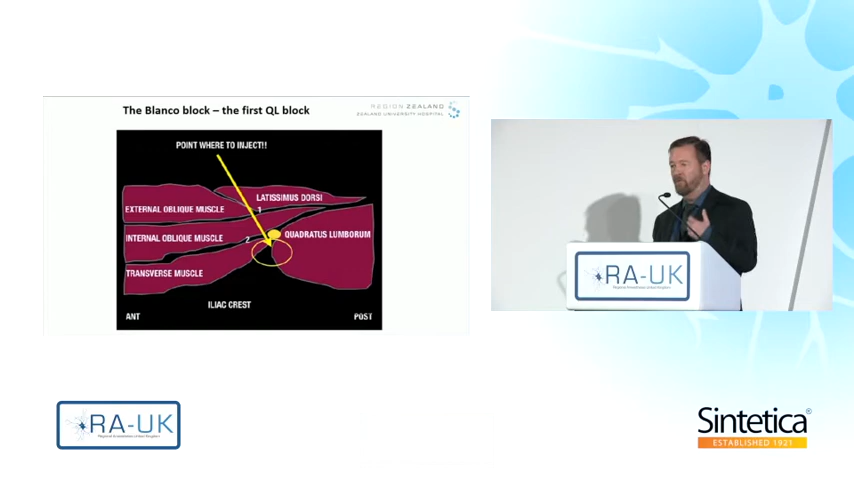 The Blanco block – the first QL block
REGION ZEALAND
ZEALAND UNIVERSITY HOSPITAL
POINT WHERE TO INJECT!!
LATISSIMUS DORSI
1
EXTERNAL OBLIQUE MUSCLE
INTERNAL OBLIQUE MUSCLE
2
QUADRATUS LUMBORUM
TRANSVERSE MUSCLE
ILIAC CREST
ANT
POST
RA-UK
RA-UK
Sintetica®
ESTABLISHED 1921